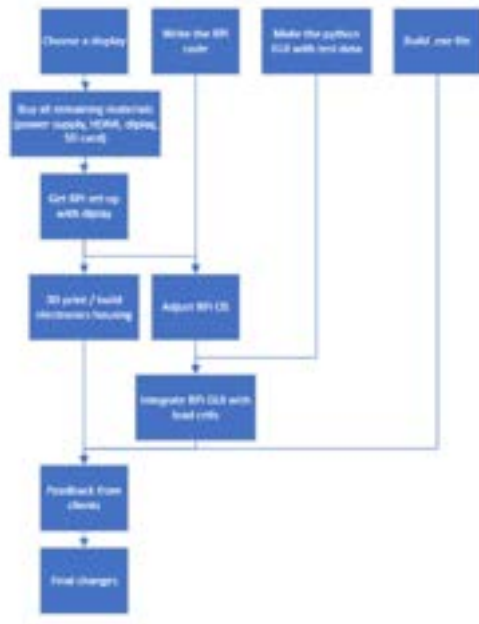 Choose a display
Write the RPi
code
Make the python
GUI with test data
Build .exe file
Buy all remaining materials
(power supply, HDMI, diplay,
SD card)
Get RPi set up
with diplay
3D print / build
electronics housing
Adjust RPi OS
Integrate RPi GUI with
load cells
Feedback from
clients
Final changes